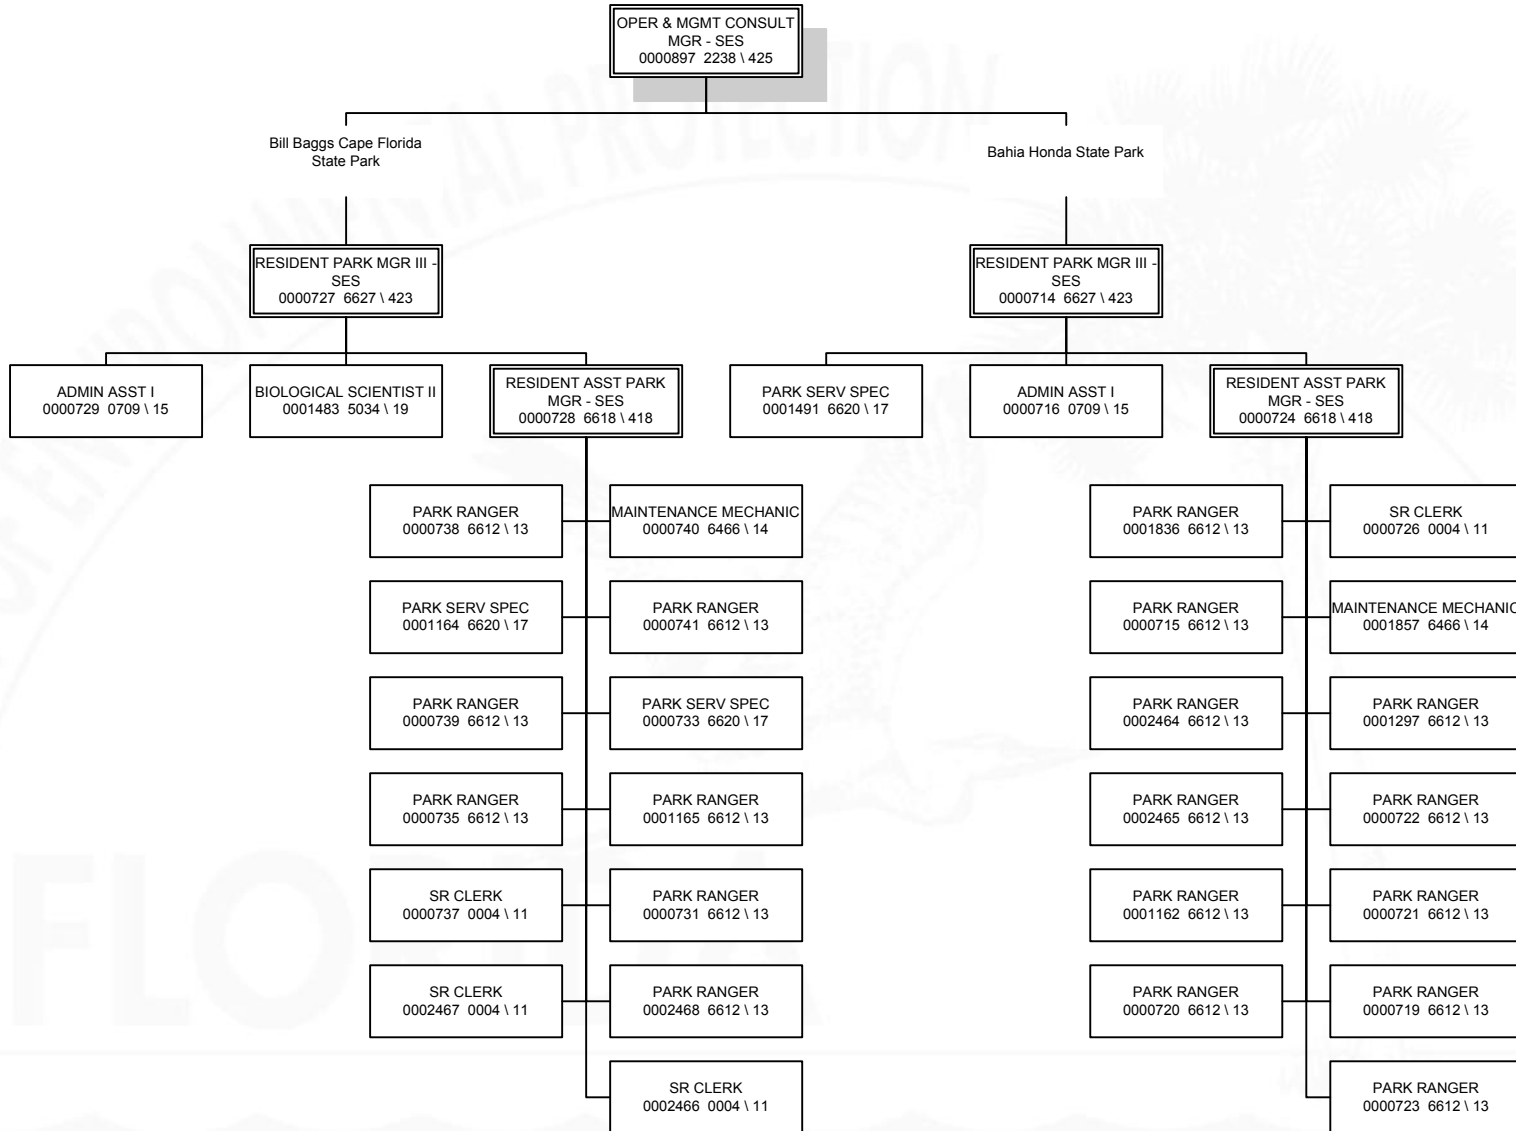 OPER & MGMT CONSULT
MGR - SES
0000897 2238 \ 425
Bill Baggs Cape Florida
State Park
Bahia Honda State Park
RESIDENT PARK MGR III -
SES
0000727 6627 \ 423
RESIDENT PARK MGR III -
SES
0000714 6627 \ 423
ADMIN ASST I
0000729 0709 \ 15
BIOLOGICAL SCIENTIST II
0001483 5034 \ 19
RESIDENT ASST PARK
MGR - SES
0000728 6618 \ 418
PARK SERV SPEC
0001491 6620 \ 17
ADMIN ASST I
0000716 0709 \ 15
RESIDENT ASST PARK
MGR - SES
0000724 6618 \ 418
PARK RANGER
0000738 6612 \ 13
MAINTENANCE MECHANIC
0000740 6466 \ 14
PARK RANGER
0001836 6612 \ 13
SR CLERK
0000726 0004 \ 11
PARK SERV SPEC
0001164 6620 \ 17
PARK RANGER
0000741 6612 \ 13
PARK RANGER
0000715 6612 \ 13
MAINTENANCE MECHANIC
0001857 6466 \ 14
PARK RANGER
0000739 6612 \ 13
PARK SERV SPEC
0000733 6620 \ 17
PARK RANGER
0002464 6612 \ 13
PARK RANGER
0001297 6612 \ 13
PARK RANGER
0000735 6612 \ 13
PARK RANGER
0001165 6612 \ 13
PARK RANGER
0002465 6612 \ 13
PARK RANGER
0000722 6612 \ 13
SR CLERK
0000737 0004 \ 11
PARK RANGER
0000731 6612 \ 13
PARK RANGER
0001162 6612 \ 13
PARK RANGER
0000721 6612 \ 13
SR CLERK
0002467 0004 \ 11
PARK RANGER
0002468 6612 \ 13
PARK RANGER
0000720 6612 \ 13
PARK RANGER
0000719 6612 \ 13
SR CLERK
0002466 0004 \ 11
PARK RANGER
0000723 6612 \ 13
OF ENVIRONMENTAL PROTECTION
FLORIDA